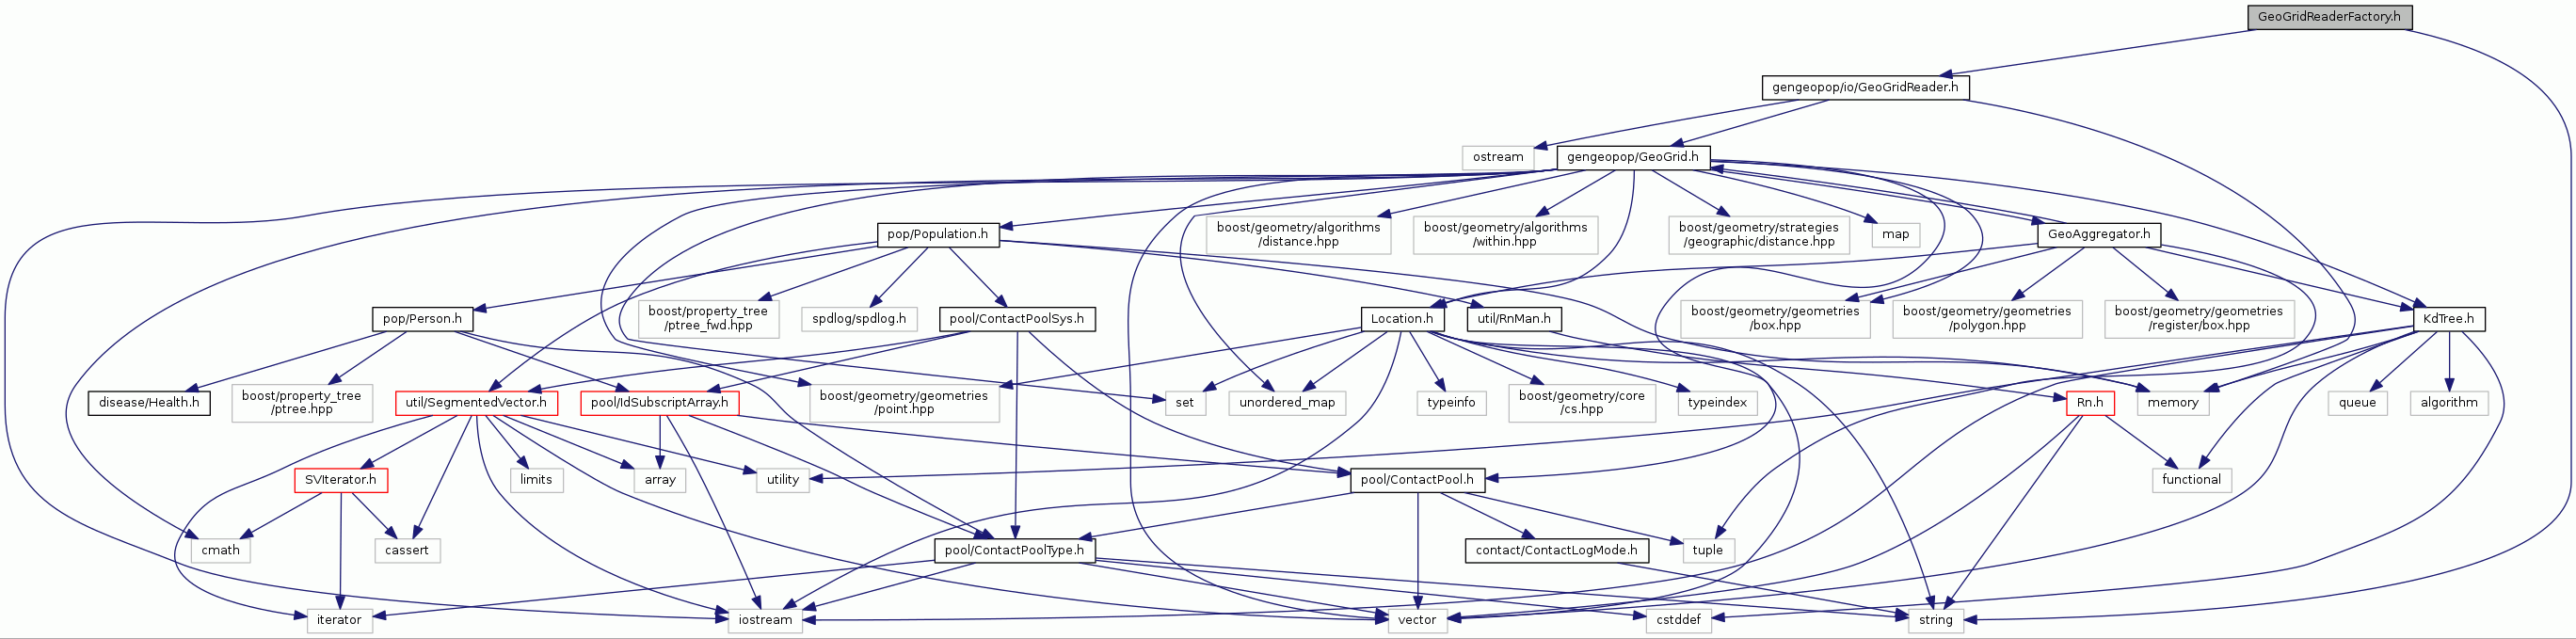 GeoGridReaderFactory.h
gengeopop/io/GeoGridReader.h
ostream
gengeopop/GeoGrid.h
pop/Population.h
boost/geometry/algorithms
/distance.hpp
boost/geometry/algorithms
/within.hpp
boost/geometry/strategies
/geographic/distance.hpp
map
GeoAggregator.h
pop/Person.h
boost/property_tree
/ptree_fwd.hpp
spdlog/spdlog.h
pool/ContactPoolSys.h
Location.h
util/RnMan.h
boost/geometry/geometries
/box.hpp
boost/geometry/geometries
/polygon.hpp
boost/geometry/geometries
/register/box.hpp
KdTree.h
disease/Health.h
boost/property_tree
/ptree.hpp
util/SegmentedVector.h
pool/IdSubscriptArray.h
boost/geometry/geometries
/point.hpp
set
unordered_map
typeinfo
boost/geometry/core
/cs.hpp
typeindex
Rn.h
memory
queue
algorithm
SVIterator.h
limits
array
utility
pool/ContactPool.h
functional
cmath
cassert
pool/ContactPoolType.h
contact/ContactLogMode.h
tuple
iterator
iostream
vector
cstddef
string